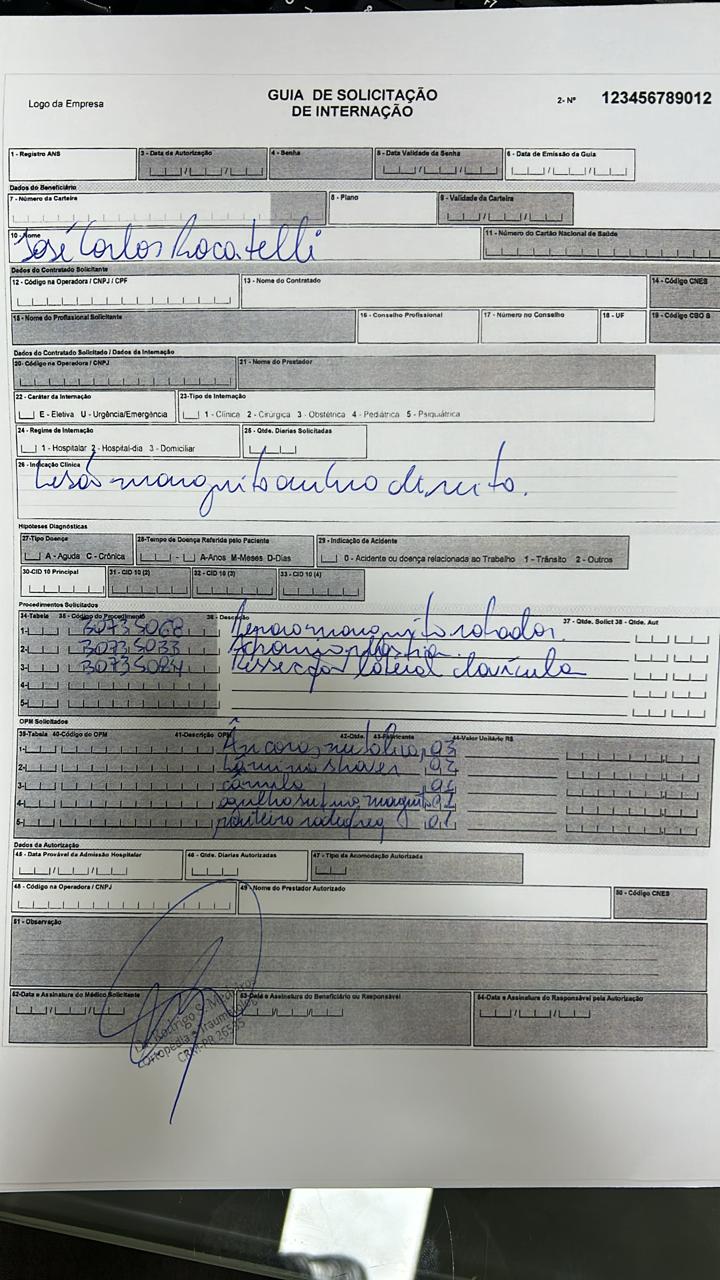 Logo da Empresa
GUIA DE SOLICITAÇÃO
DE INTERNAÇÃO
2- Nº 123456789012
1 - Registro ANS
3 - Data da Autorização
4 - Senha
5 - Data Validade da Senha
6 - Data de Emissão da Guia
Dados do Beneficiário
7 - Número da Carteira
8 - Plano
9 - Validade da Carteira
10 - Nome
José Carlos Rocatelli
11 - Número do Cartão Nacional de Saúde
Dados do Contratado Solicitante
12 - Código na Operadora / CNPJ / CPF
13 - Nome do Contratado
14 - Código CNES
15 - Nome do Profissional Solicitante
16 - Conselho Profissional
17 - Número no Conselho
18 - UF
19 - Código CBO S
Dados do Contratado Solicitado / Dados da Internação
20- Código na Operadora / CNPJ
21 - Nome do Prestador
22 - Caráter da Internação
E - Eletiva U - Urgência/Emergência
23-Tipo de Internação
1 - Clínica 2 - Cirúrgica 3 - Obstétrica 4 - Pediátrica 5 - Psiquiátrica
24 - Regime de Internação
1 - Hospitalar 2 - Hospital-dia 3 - Domiciliar
25 - Qtde. Diarias Solicitadas
26 - Indicação Clínica
Lesão manguito ombro direito.
Hipóteses Diagnósticas
27-Tipo Doença
A - Aguda C - Crônica
28-Tempo de Doença Referida pelo Paciente
A-Anos M-Meses D-Dias
29 - Indicação de Acidente
0 - Acidente ou doença relacionada ao Trabalho 1 - Trânsito 2 - Outros
30-CID 10 Principal
31 - CID 10 (2)
32 - CID 10 (3)
33 - CID 10 (4)
Procedimentos Solicitados
34-Tabela 35 - Código do Procedimento 36 - Descrição 37 - Qtde. Solict 38 - Qtde. Aut
1- 30735068 Reparo manguito rotador.
2- 30735033 Acromioplastia
3- 30735084 Ressecção lateral clavícula
4-
5-
OPM Solicitados
39-Tabela 40-Código do OPM 41-Descrição OPM 42-Qtde. 43-Fabricante 44-Valor Unitário R$
1- Âncoras metálica 03
2- Lâmina shaver 02
3- cânula 01
4- agulha sutura manguito 01
5- ponteira radiofreq 01
Dados da Autorização
45 - Data Provável da Admissão Hospitalar
46 - Qtde. Diarias Autorizadas
47 - Tipo da Acomodação Autorizada
48 - Código na Operadora / CNPJ
49 - Nome do Prestador Autorizado
50 - Código CNES
51 - Observação
52-Data e Assinatura do Médico Solicitante
53-Data e Assinatura do Beneficiário ou Responsável
54-Data e Assinatura do Responsável pela Autorização
Dr. Rodrigo S.
Ortopedia e Traumatologia
CRM-PR